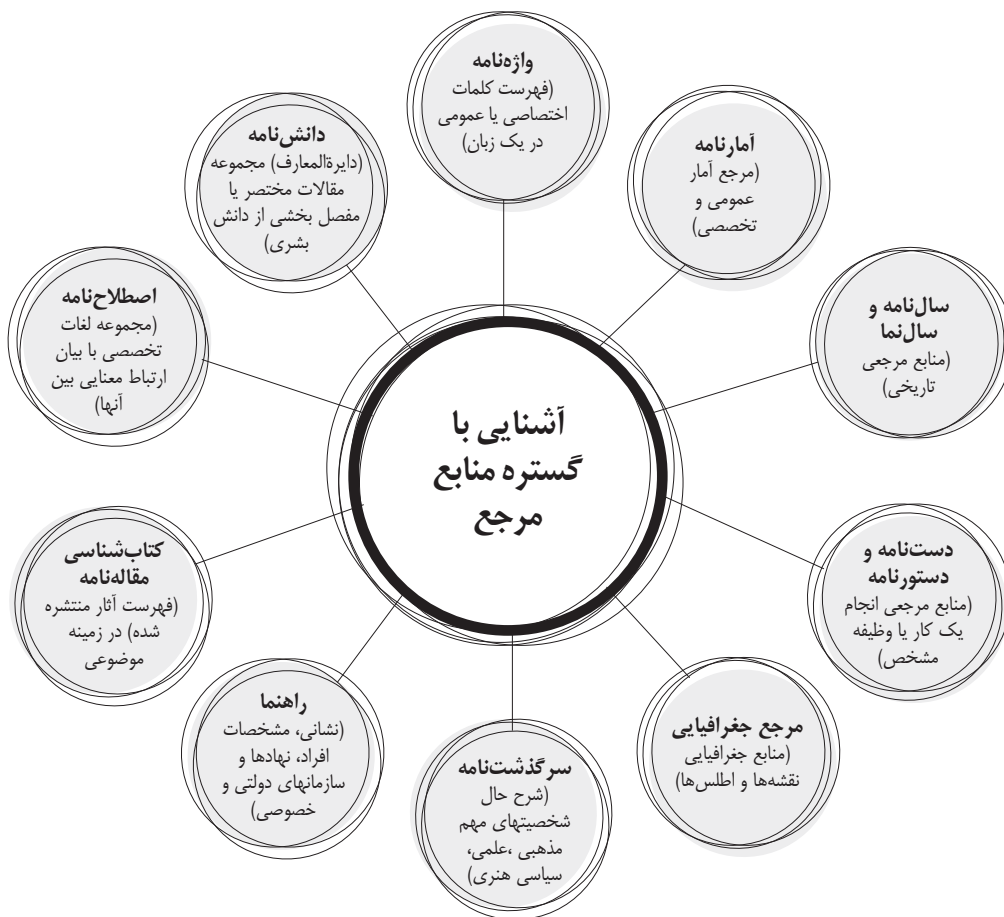 واژه‌نامه
(فهرست کلمات
اختصاصی یا عمومی
در یک زبان)
آمارنامه
(مرجع آمار
عمومی و
تخصصی)
سال‌نامه و
سال‌نما
(منابع مرجعی
تاریخی)
دست‌نامه و
دستورنامه
(منابع مرجعی انجام
یک کار یا وظیفه
مشخص)
مرجع جغرافیایی
(منابع جغرافیایی
نقشه‌ها و اطلس‌ها)
سرگذشت‌نامه
(شرح حال
شخصیتهای مهم
مذهبی ،علمی،
سیاسی هنری)
راهنما
(نشانی، مشخصات
افراد، نهادها و
سازمانهای دولتی و
خصوصی)
کتاب‌شناسی
مقاله‌نامه
(فهرست آثار منتشره
شده) در زمینه
موضوعی
اصطلاح‌نامه
(مجموعه لغات
تخصصی با بیان
ارتباط معنایی بین
آنها)
دانش‌نامه
(دایرةالمعارف) مجموعه
مقالات مختصر یا
مفصل بخشی از دانش
بشری)
آشنایی با
گستره منابع
مرجع